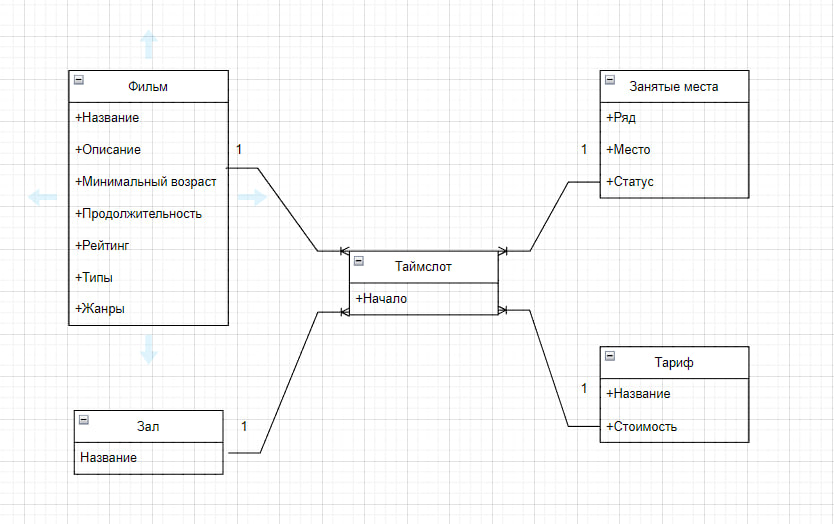 Фильм
+Название
+Описание
+Минимальный возраст
+Продолжительность
+Рейтинг
+Типы
+Жанры
1
Занятые места
+Ряд
+Место
+Статус
1
Таймслот
+Начало
Зал
Название
1
Тариф
+Название
+Стоимость
1